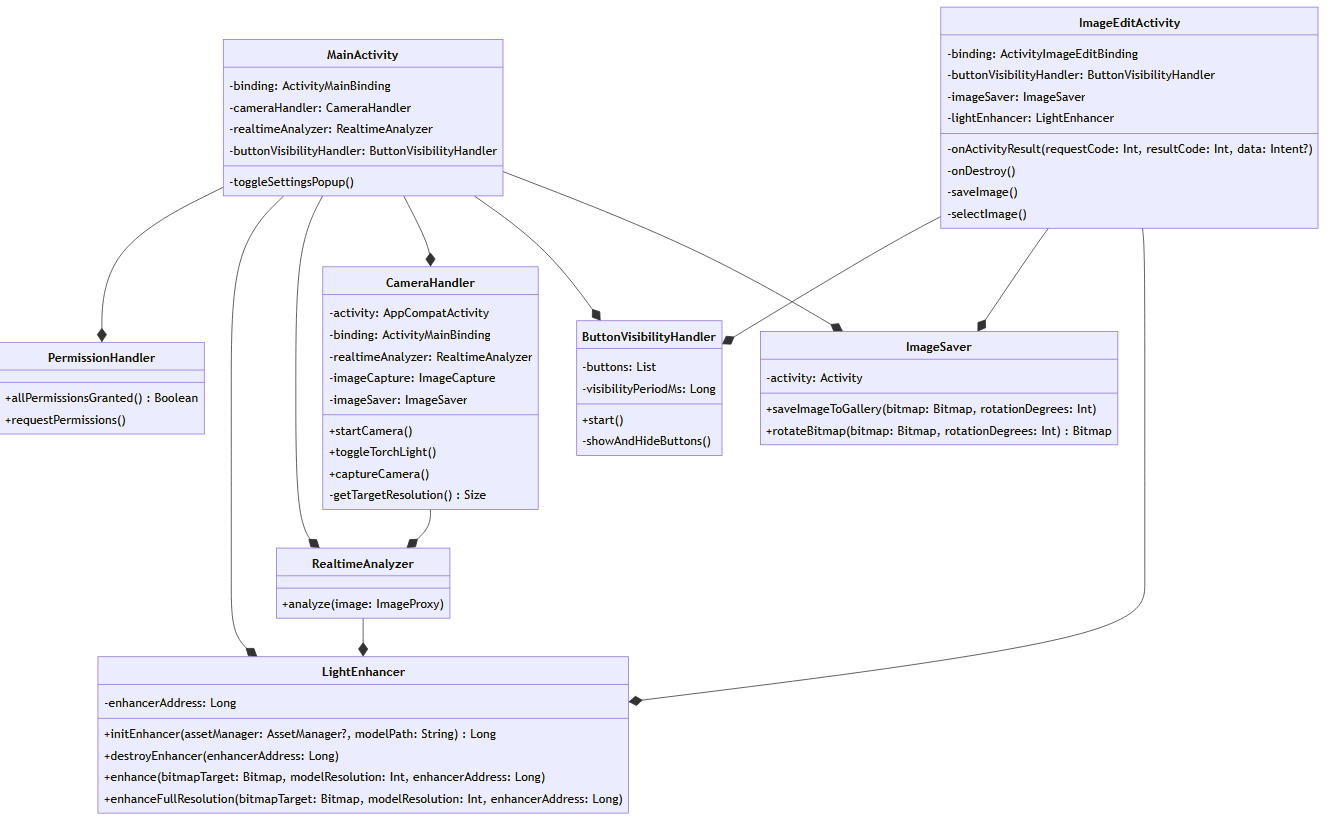 MainActivity
-binding: ActivityMainBinding
-cameraHandler: CameraHandler
-realtimeAnalyzer: RealtimeAnalyzer
-buttonVisibilityHandler: ButtonVisibilityHandler
-toggleSettingsPopup()
ImageEditActivity
-binding: ActivityImageEditBinding
-buttonVisibilityHandler: ButtonVisibilityHandler
-imageSaver: ImageSaver
-lightEnhancer: LightEnhancer
-onActivityResult(requestCode: Int, resultCode: Int, data: Intent?)
-onDestroy()
-saveImage()
-selectImage()
PermissionHandler
+allPermissionsGranted() : Boolean
+requestPermissions()
CameraHandler
-activity: AppCompatActivity
-binding: ActivityMainBinding
-realtimeAnalyzer: RealtimeAnalyzer
-imageCapture: ImageCapture
-imageSaver: ImageSaver
+startCamera()
+toggleTorchLight()
+captureCamera()
-getTargetResolution() : Size
ButtonVisibilityHandler
-buttons: List
-visibilityPeriodMs: Long
+start()
-showAndHideButtons()
ImageSaver
-activity: Activity
+saveImageToGallery(bitmap: Bitmap, rotationDegrees: Int)
+rotateBitmap(bitmap: Bitmap, rotationDegrees: Int) : Bitmap
RealtimeAnalyzer
+analyze(image: ImageProxy)
LightEnhancer
-enhancerAddress: Long
+initEnhancer(assetManager: AssetManager?, modelPath: String) : Long
+destroyEnhancer(enhancerAddress: Long)
+enhance(bitmapTarget: Bitmap, modelResolution: Int, enhancerAddress: Long)
+enhanceFullResolution(bitmapTarget: Bitmap, modelResolution: Int, enhancerAddress: Long)